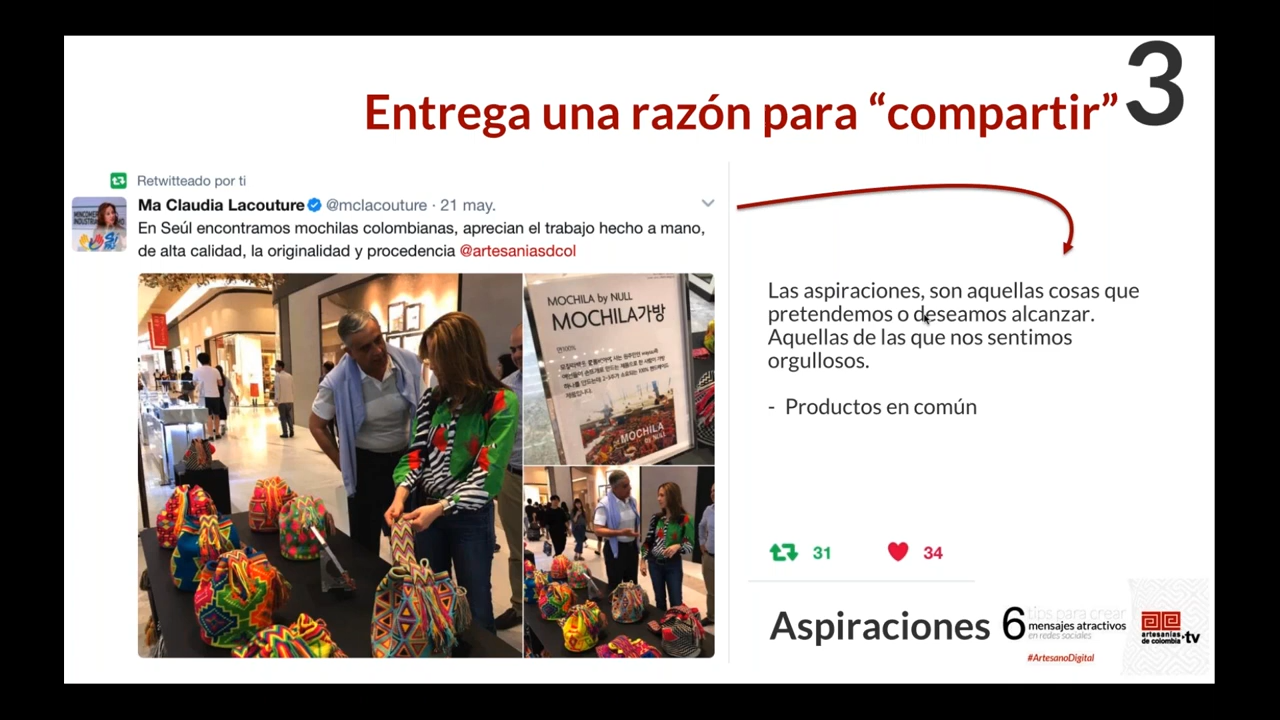 3
Entrega una razón para “compartir”
Retwitteado por ti
Ma Claudia Lacouture @mclacouture · 21 may.
En Seúl encontramos mochilas colombianas, aprecian el trabajo hecho a mano,
de alta calidad, la originalidad y procedencia @artesaniasdcol
MOCHILA by NULL
MOCHILA가방
MOCHILA
by NULL
Las aspiraciones, son aquellas cosas que
pretendemos o deseamos alcanzar.
Aquellas de las que nos sentimos
orgullosos.
- Productos en común
31 34
Aspiraciones
6 tips para crear
mensajes atractivos
en redes sociales
#ArtesanoDigital
artesanías
de colombia .tv